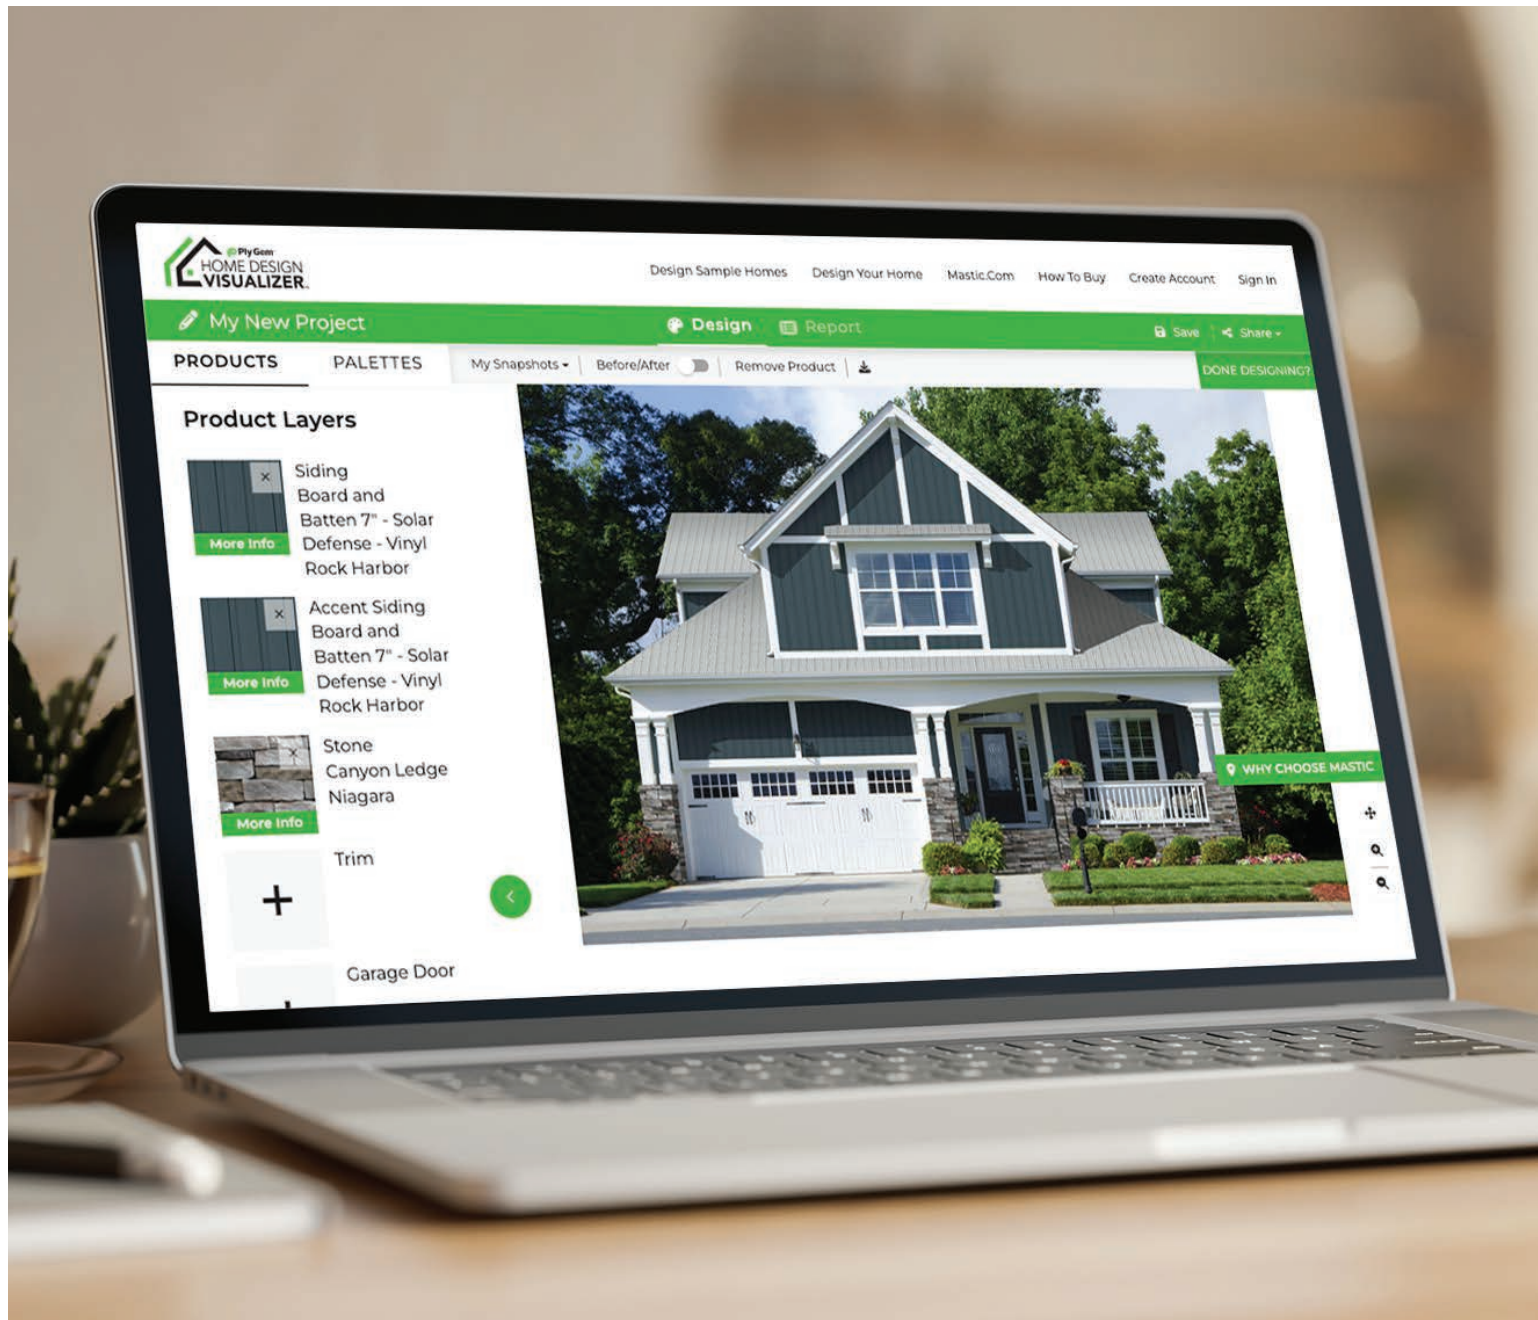 Ply Gem
HOME DESIGN
VISUALIZER
Design Sample Homes
Design Your Home
Mastic.Com
How To Buy
Create Account
Sign In
My New Project
Design
Report
Save
Share
PRODUCTS
PALETTES
My Snapshots
Before/After
Remove Product
DONE DESIGNING?
Product Layers
Siding
Board and
Batten 7" - Solar
Defense - Vinyl
Rock Harbor
More Info
Accent Siding
Board and
Batten 7" - Solar
Defense - Vinyl
Rock Harbor
More Info
Stone
Canyon Ledge
Niagara
More Info
Trim
Garage Door
WHY CHOOSE MASTIC